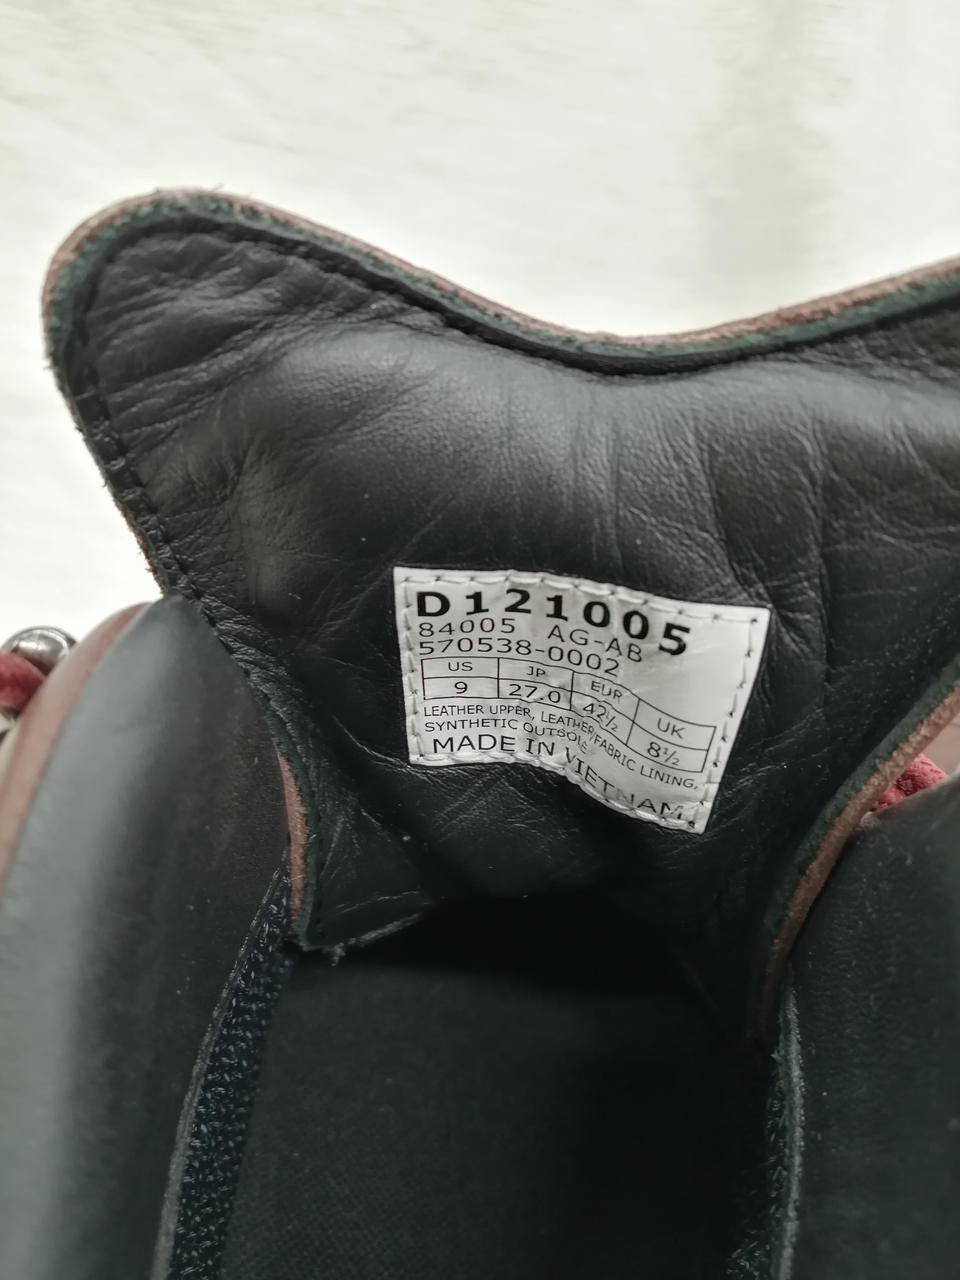 D121005
84005 AG-AB
570538-0002
US JP EUR UK
9 27.0 42½ 8½
LEATHER UPPER, LEATHER/FABRIC LINING,
SYNTHETIC OUTSOLE
MADE IN VIETNAM